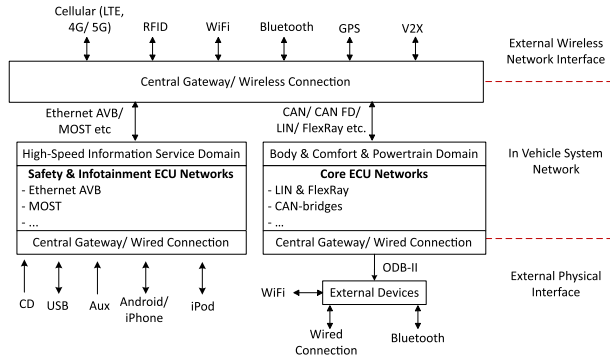 Cellular (LTE,
4G/ 5G)
RFID
WiFi
Bluetooth
GPS
V2X
External Wireless
Network Interface
Central Gateway/ Wireless Connection
Ethernet AVB/
MOST etc
CAN/ CAN FD/
LIN/ FlexRay etc.
High-Speed Information Service Domain
Safety & Infotainment ECU Networks
- Ethernet AVB
- MOST
- ...
Central Gateway/ Wired Connection
Body & Comfort & Powertrain Domain
Core ECU Networks
- LIN & FlexRay
- CAN-bridges
- ...
Central Gateway/ Wired Connection
In Vehicle System
Network
CD
USB
Aux
Android/
iPhone
iPod
ODB-II
WiFi
External Devices
Wired
Connection
Bluetooth
External Physical
Interface